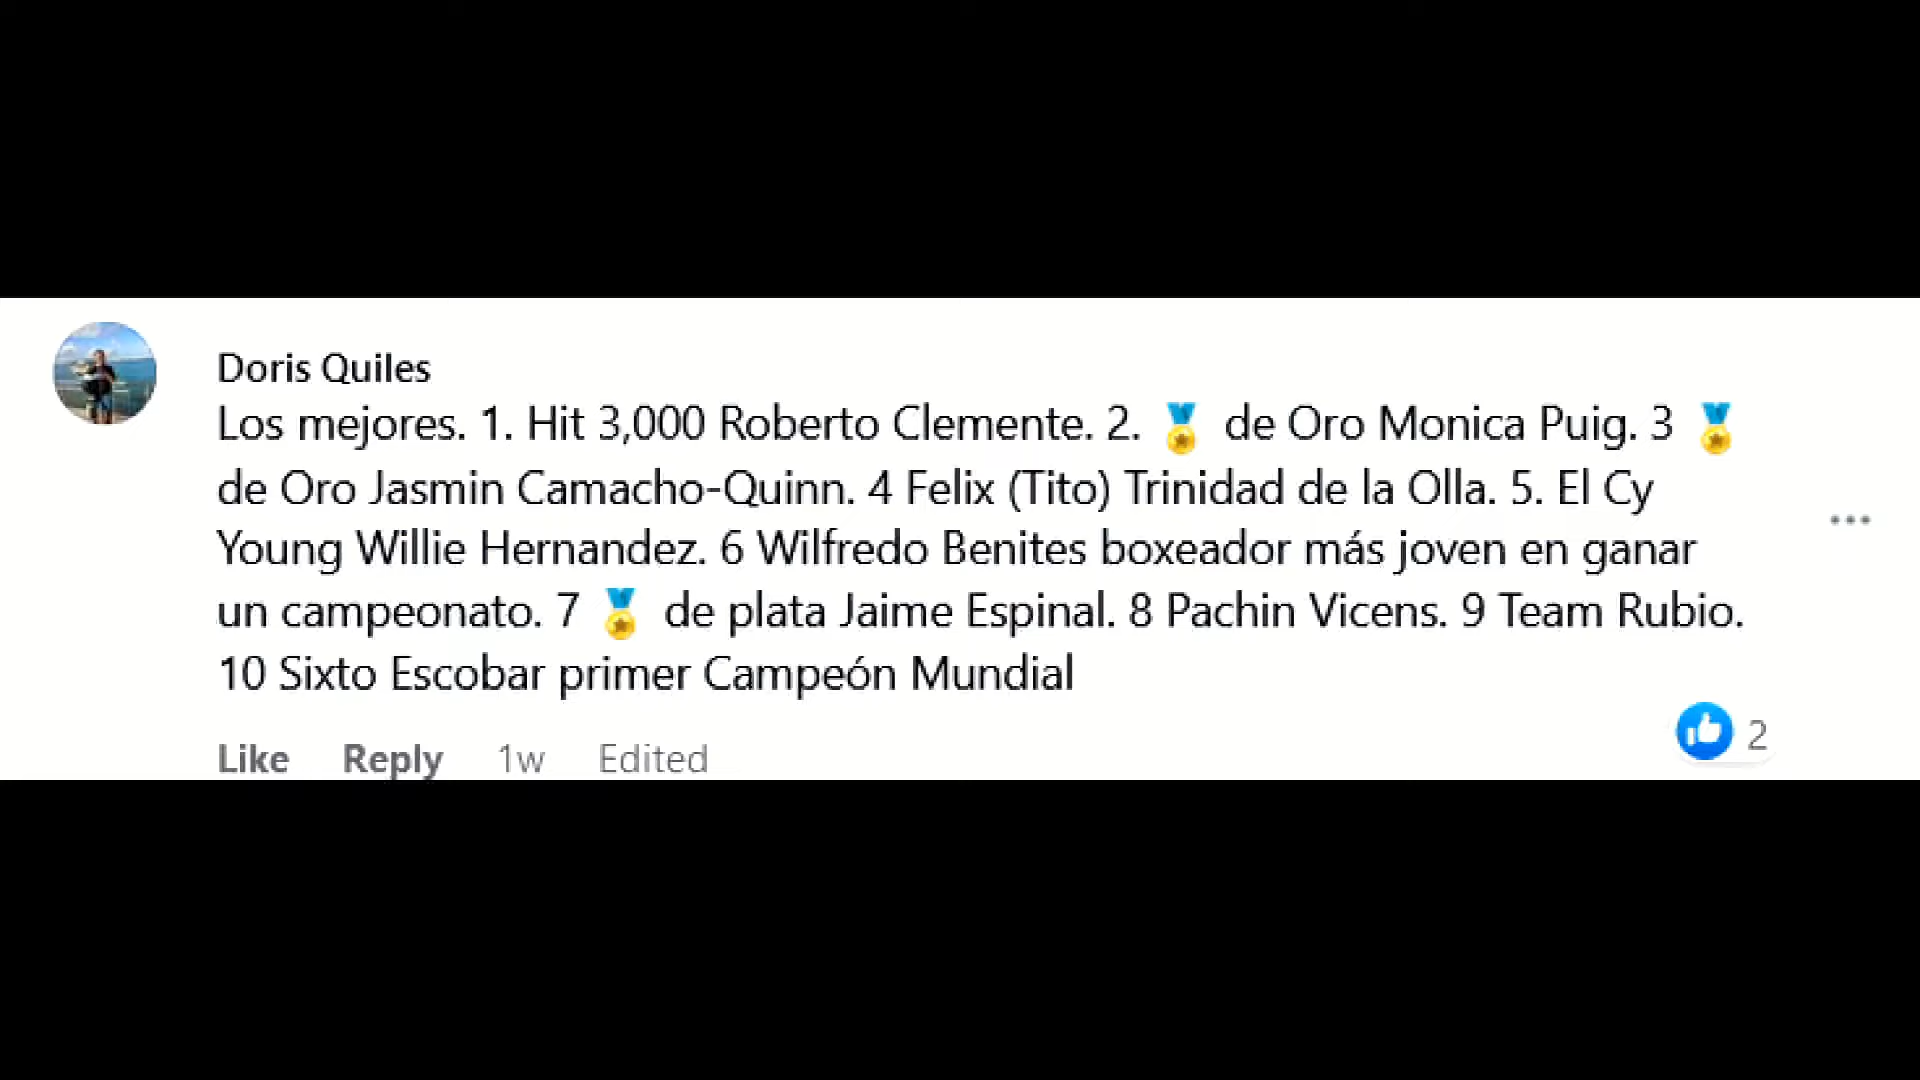 Doris Quiles
Los mejores. 1. Hit 3,000 Roberto Clemente. 2. 🏅 de Oro Monica Puig. 3 🏅
de Oro Jasmin Camacho-Quinn. 4 Felix (Tito) Trinidad de la Olla. 5. El Cy
Young Willie Hernandez. 6 Wilfredo Benites boxeador más joven en ganar
un campeonato. 7 🏅 de plata Jaime Espinal. 8 Pachin Vicens. 9 Team Rubio.
10 Sixto Escobar primer Campeón Mundial
Like Reply 1w Edited 2